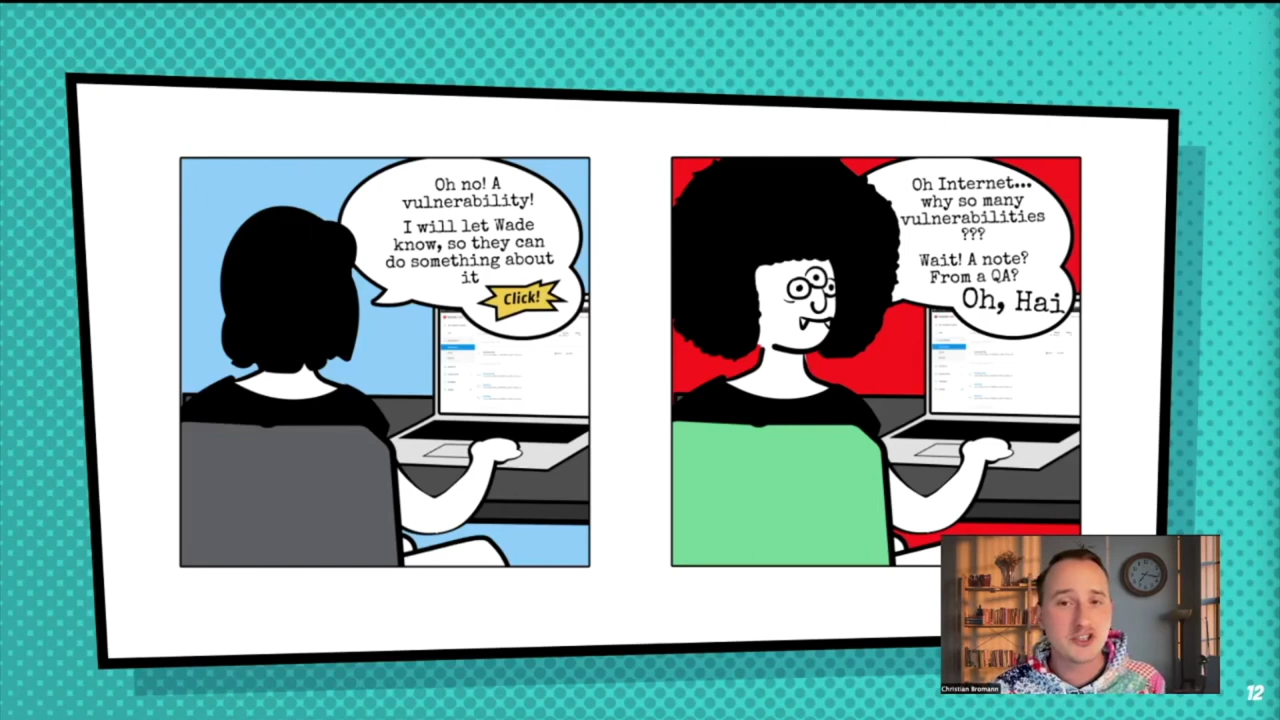 Oh no! A
vulnerability!
I will let Wade
know, so they can
do something about
it
Click!
Oh Internet...
why so many
vulnerabilities
???
Wait! A note?
From a QA?
Oh, Hai
Christian Bromann
12